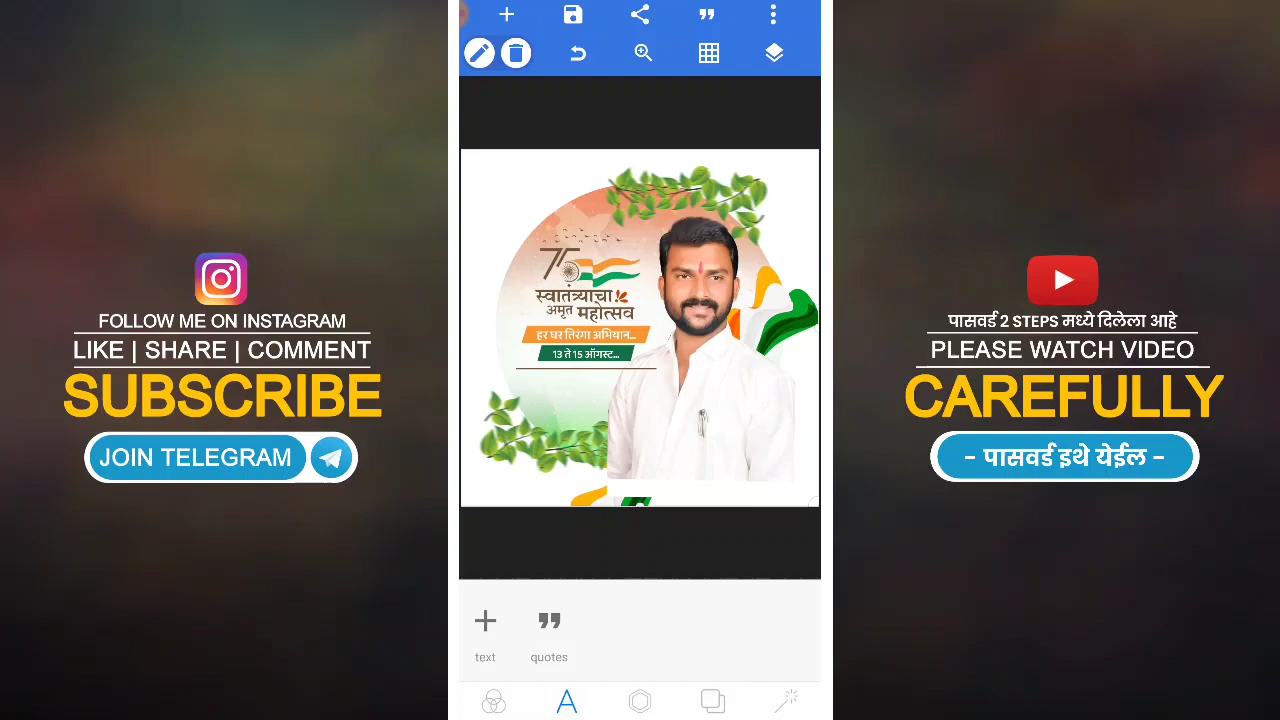 FOLLOW ME ON INSTAGRAM
LIKE | SHARE | COMMENT
SUBSCRIBE
JOIN TELEGRAM
75
स्वातंत्र्याचा
अमृत महोत्सव
हर घर तिरंगा अभियान...
13 ते 15 ऑगस्ट...
text
quotes
पासवर्ड 2 STEPS मध्ये दिलेला आहे
PLEASE WATCH VIDEO
CAREFULLY
- पासवर्ड इथे येईल -